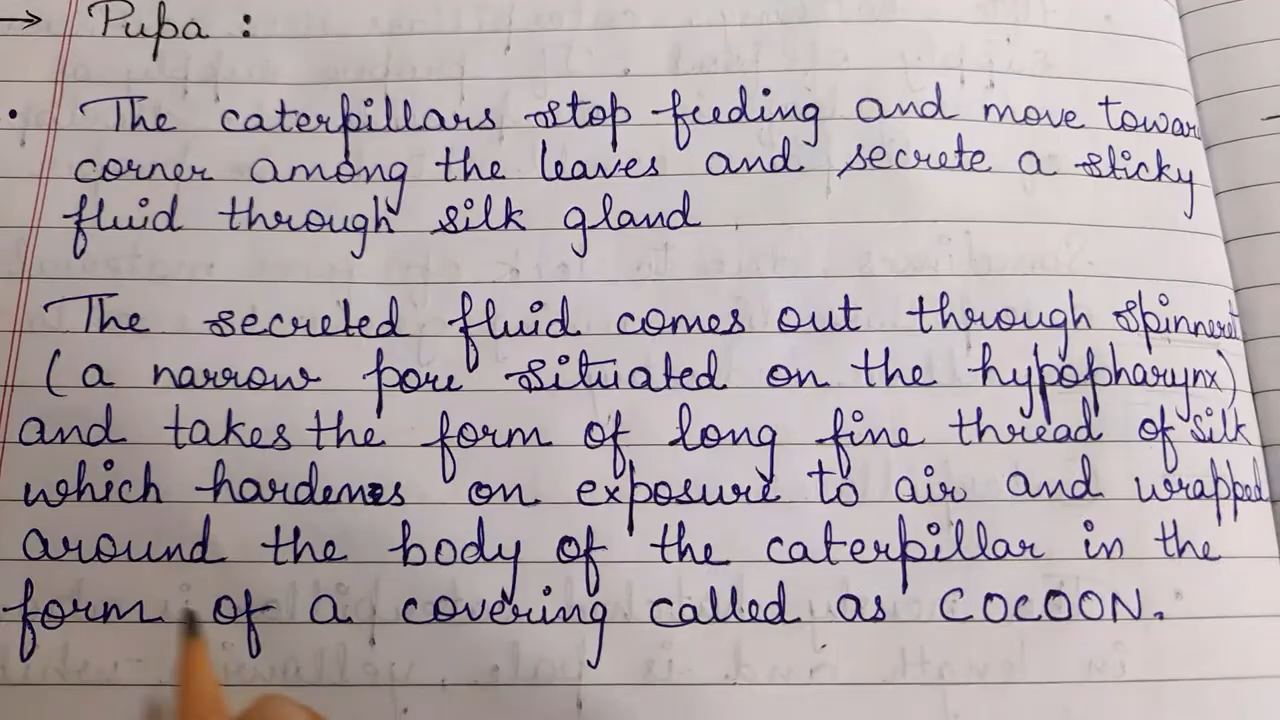 → Pupa :
• The caterpillars stop feeding and move towar
corner among the leaves and secrete a sticky
fluid through silk gland
The secreted fluid comes out through spinneret
(a narrow pore situated on the hypopharynx)
and takes the form of long fine thread of silk
which hardenes on exposure to air and wrapped
around the body of the caterpillar in the
form of a covering called as COCOON.